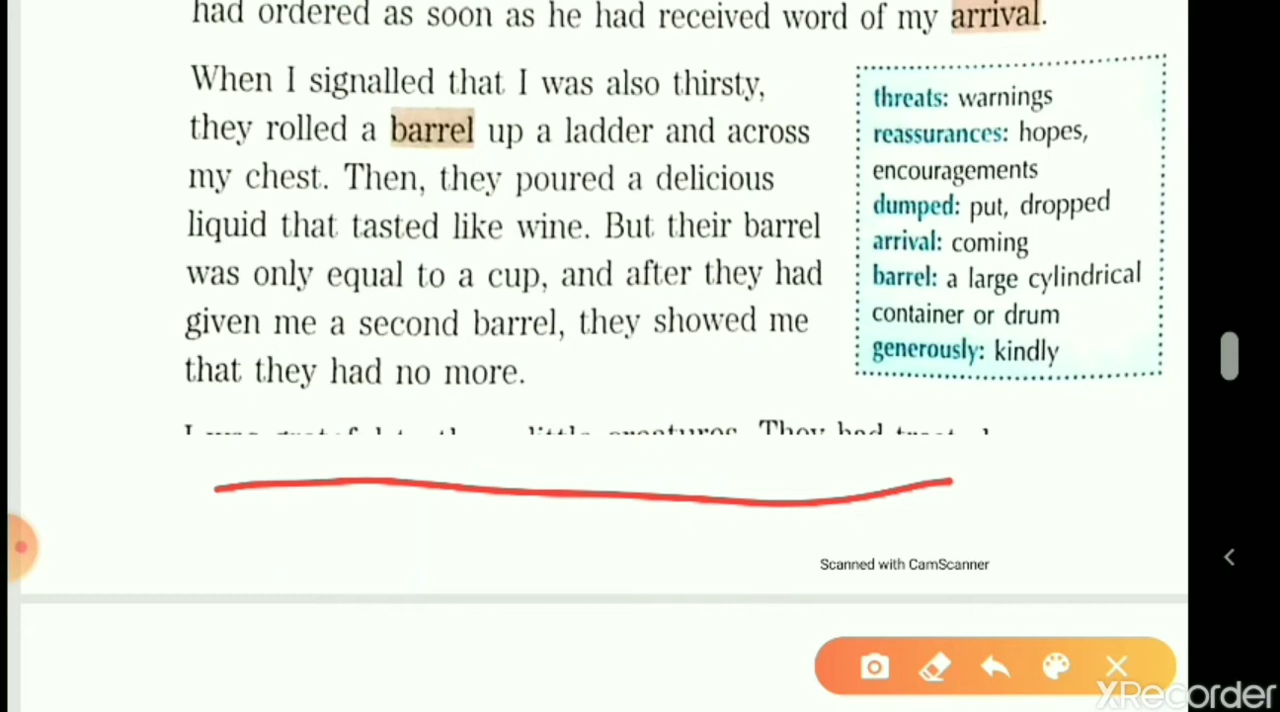 had ordered as soon as he had received word of my arrival.
When I signalled that I was also thirsty,
they rolled a barrel up a ladder and across
my chest. Then, they poured a delicious
liquid that tasted like wine. But their barrel
was only equal to a cup, and after they had
given me a second barrel, they showed me
that they had no more.
threats: warnings
reassurances: hopes,
encouragements
dumped: put, dropped
arrival: coming
barrel: a large cylindrical
container or drum
generously: kindly
Scanned with CamScanner
XRecorder